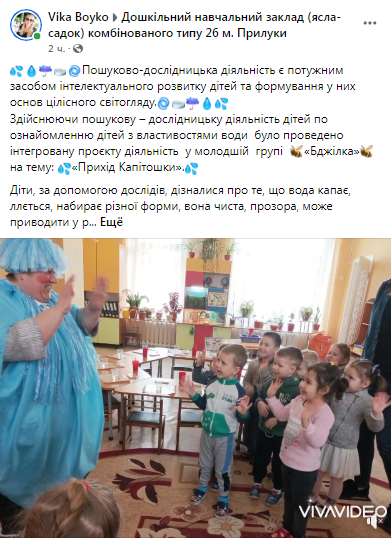 Vika Boyko ▸ Дошкільний навчальний заклад (ясла-
садок) комбінованого типу 26 м. Прилуки
2 ч. ·
💦💧☔🍚🌀Пошуково-дослідницька діяльність є потужним
засобом інтелектуального розвитку дітей та формування у них
основ цілісного світогляду.🌀🍚☔💧💦
Здійснюючи пошукову – дослідницьку діяльність дітей по
ознайомленню дітей з властивостями води було проведено
інтегровану проєкту діяльність у молодшій групі 🐝«Бджілка»🐝
на тему: 💦«Прихід Капітошки».💦
Діти, за допомогою дослідів, дізналися про те, що вода капає,
ллється, набирає різної форми, вона чиста, прозора, може
приводити у р... Ещё
VIVAVIDEO